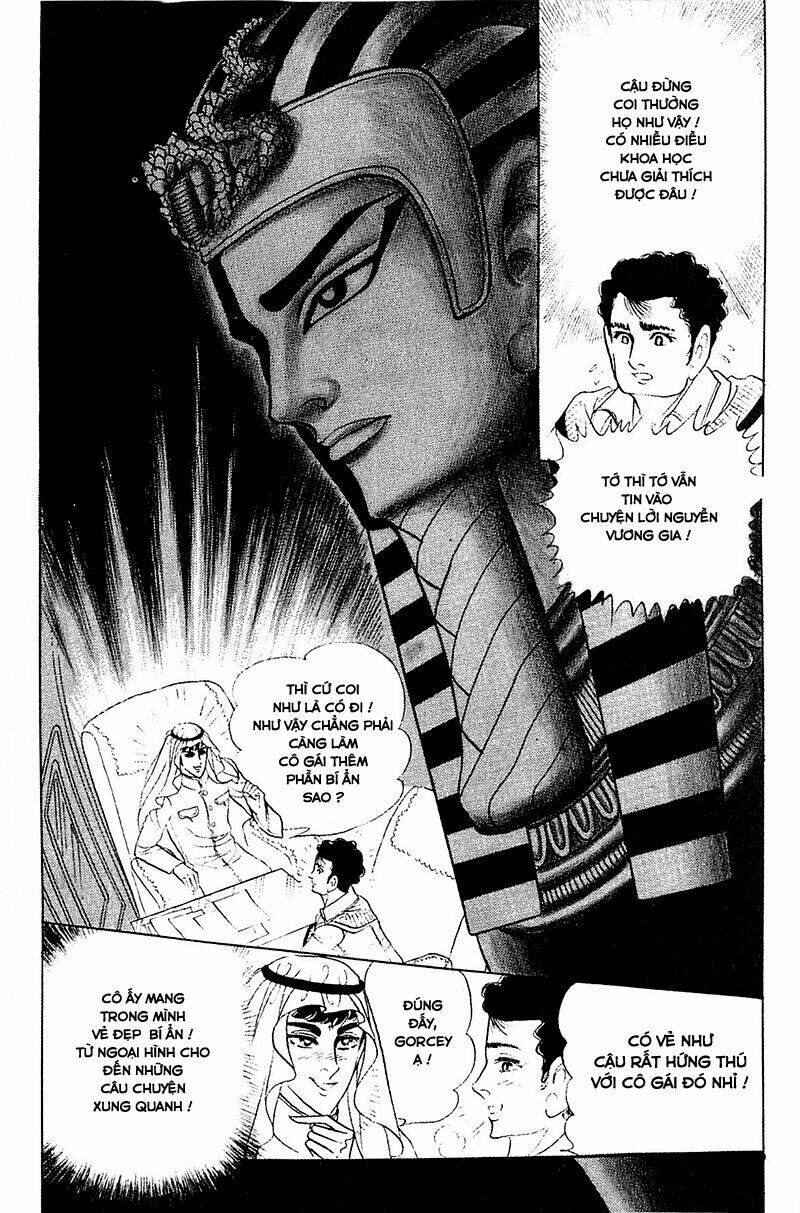 CẬU ĐỪNG
COI THƯỜNG
HỌ NHƯ VẬY !
CÓ NHIỀU ĐIỀU
KHOA HỌC
CHƯA GIẢI THÍCH
ĐƯỢC ĐÂU !
TỚ THÌ TỚ VẪN
TIN VÀO
CHUYỆN LỜI NGUYỀN
VƯƠNG GIA !
THÌ CỨ COI
NHƯ LÀ CÓ ĐI !
NHƯ VẬY CHẲNG PHẢI
CÀNG LÀM
CÔ GÁI THÊM
PHẦN BÍ ẨN
SAO ?
CÓ VẺ NHƯ
CẬU RẤT HỨNG THÚ
VỚI CÔ GÁI ĐÓ NHỈ !
ĐÚNG
ĐẤY,
GORCEY
Ạ !
CÔ ẤY MANG
TRONG MÌNH
VẺ ĐẸP BÍ ẨN !
TỪ NGOẠI HÌNH CHO
ĐẾN NHỮNG
CÂU CHUYỆN
XUNG QUANH !